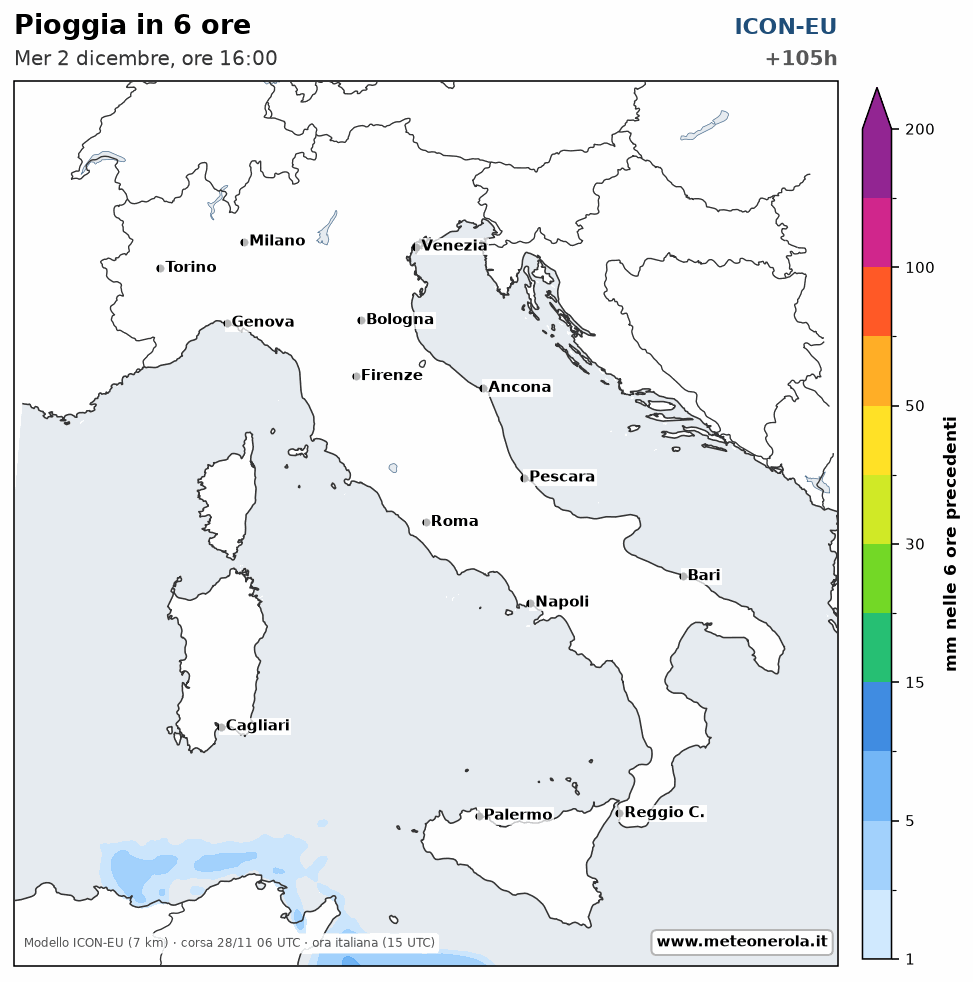 Pioggia in 6 ore
ICON-EU
Mer 2 dicembre, ore 16:00
+105h
200
100
50
30
15
5
1
mm nelle 6 ore precedenti
Milano
Venezia
Torino
Genova
Bologna
Firenze
Ancona
Pescara
Roma
Bari
Napoli
Cagliari
Palermo
Reggio C.
Modello ICON-EU (7 km) · corsa 28/11 06 UTC · ora italiana (15 UTC)
www.meteonerola.it